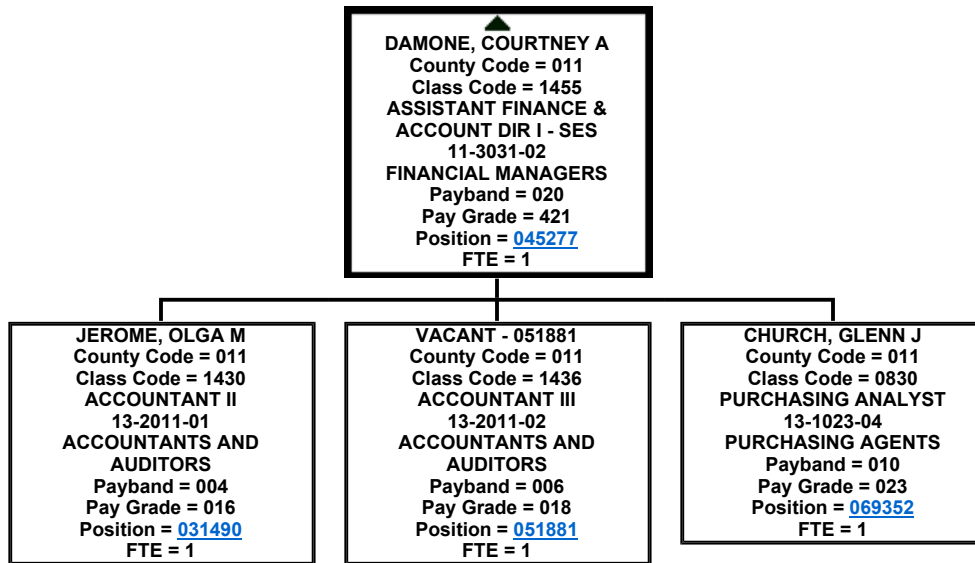 DAMONE, COURTNEY A
County Code = 011
Class Code = 1455
ASSISTANT FINANCE &
ACCOUNT DIR I - SES
11-3031-02
FINANCIAL MANAGERS
Payband = 020
Pay Grade = 421
Position = 045277
FTE = 1
JEROME, OLGA M
County Code = 011
Class Code = 1430
ACCOUNTANT II
13-2011-01
ACCOUNTANTS AND
AUDITORS
Payband = 004
Pay Grade = 016
Position = 031490
FTE = 1
VACANT - 051881
County Code = 011
Class Code = 1436
ACCOUNTANT III
13-2011-02
ACCOUNTANTS AND
AUDITORS
Payband = 006
Pay Grade = 018
Position = 051881
FTE = 1
CHURCH, GLENN J
County Code = 011
Class Code = 0830
PURCHASING ANALYST
13-1023-04
PURCHASING AGENTS
Payband = 010
Pay Grade = 023
Position = 069352
FTE = 1